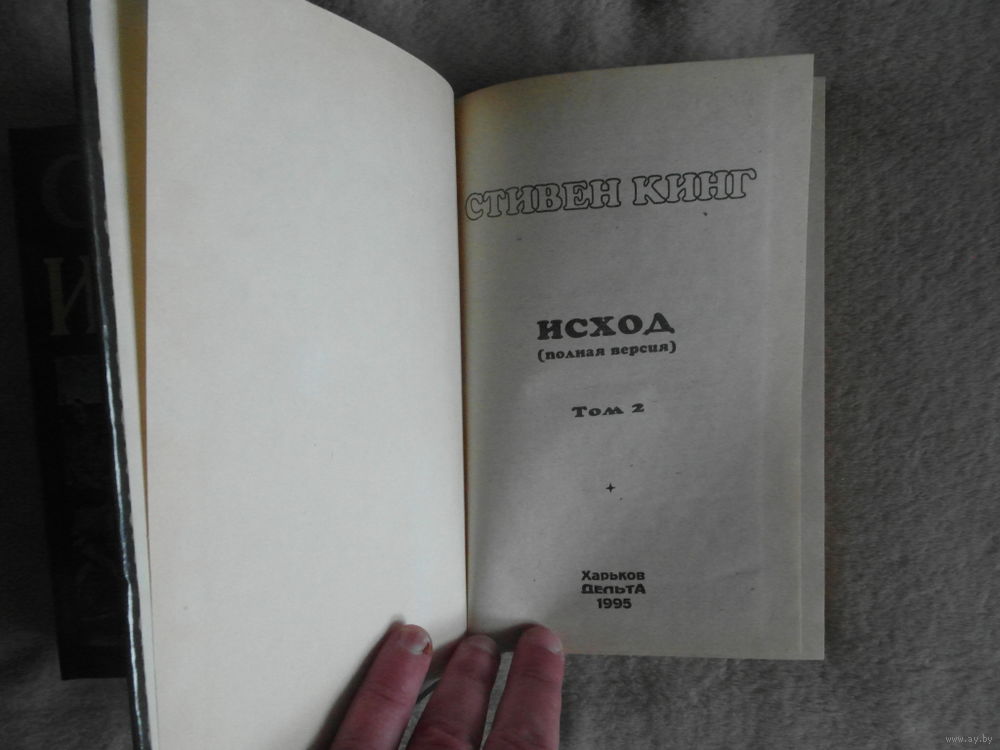 СТИВЕН КИНГ
ИСХОД
(полная версия)
Том 2
Харьков
ДЕЛЬТА
1995
www.ay.by